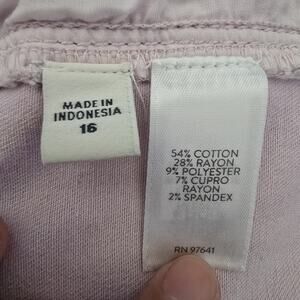 MADE IN
INDONESIA
16
54% COTTON
28% RAYON
9% POLYESTER
7% CUPRO
RAYON
2% SPANDEX
RN 97641